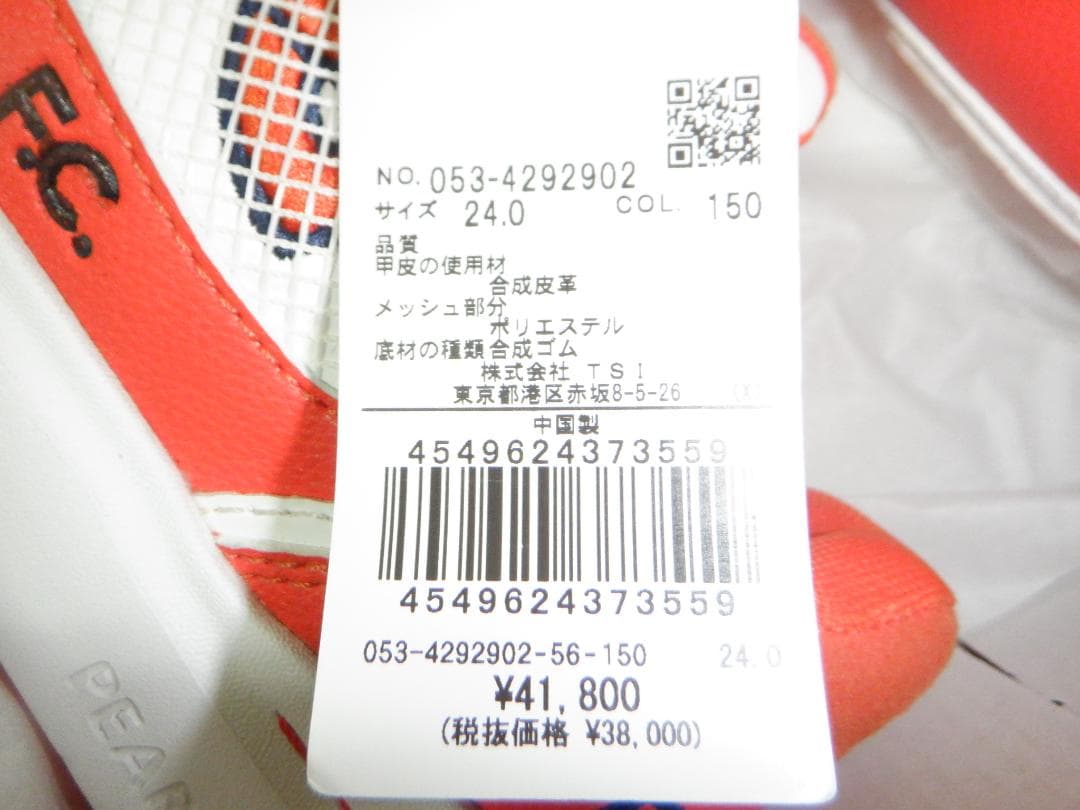 F.C.
NO. 053-4292902
サイズ 24.0 COL. 150
品質
甲皮の使用材
合成皮革
メッシュ部分
ポリエステル
底材の種類 合成ゴム
株式会社 TSI
東京都港区赤坂8-5-26 (X)
中国製
4549624373559
4549624373559
053-4292902-56-150 24.0
¥41,800
(税抜価格 ¥38,000)
PEAR